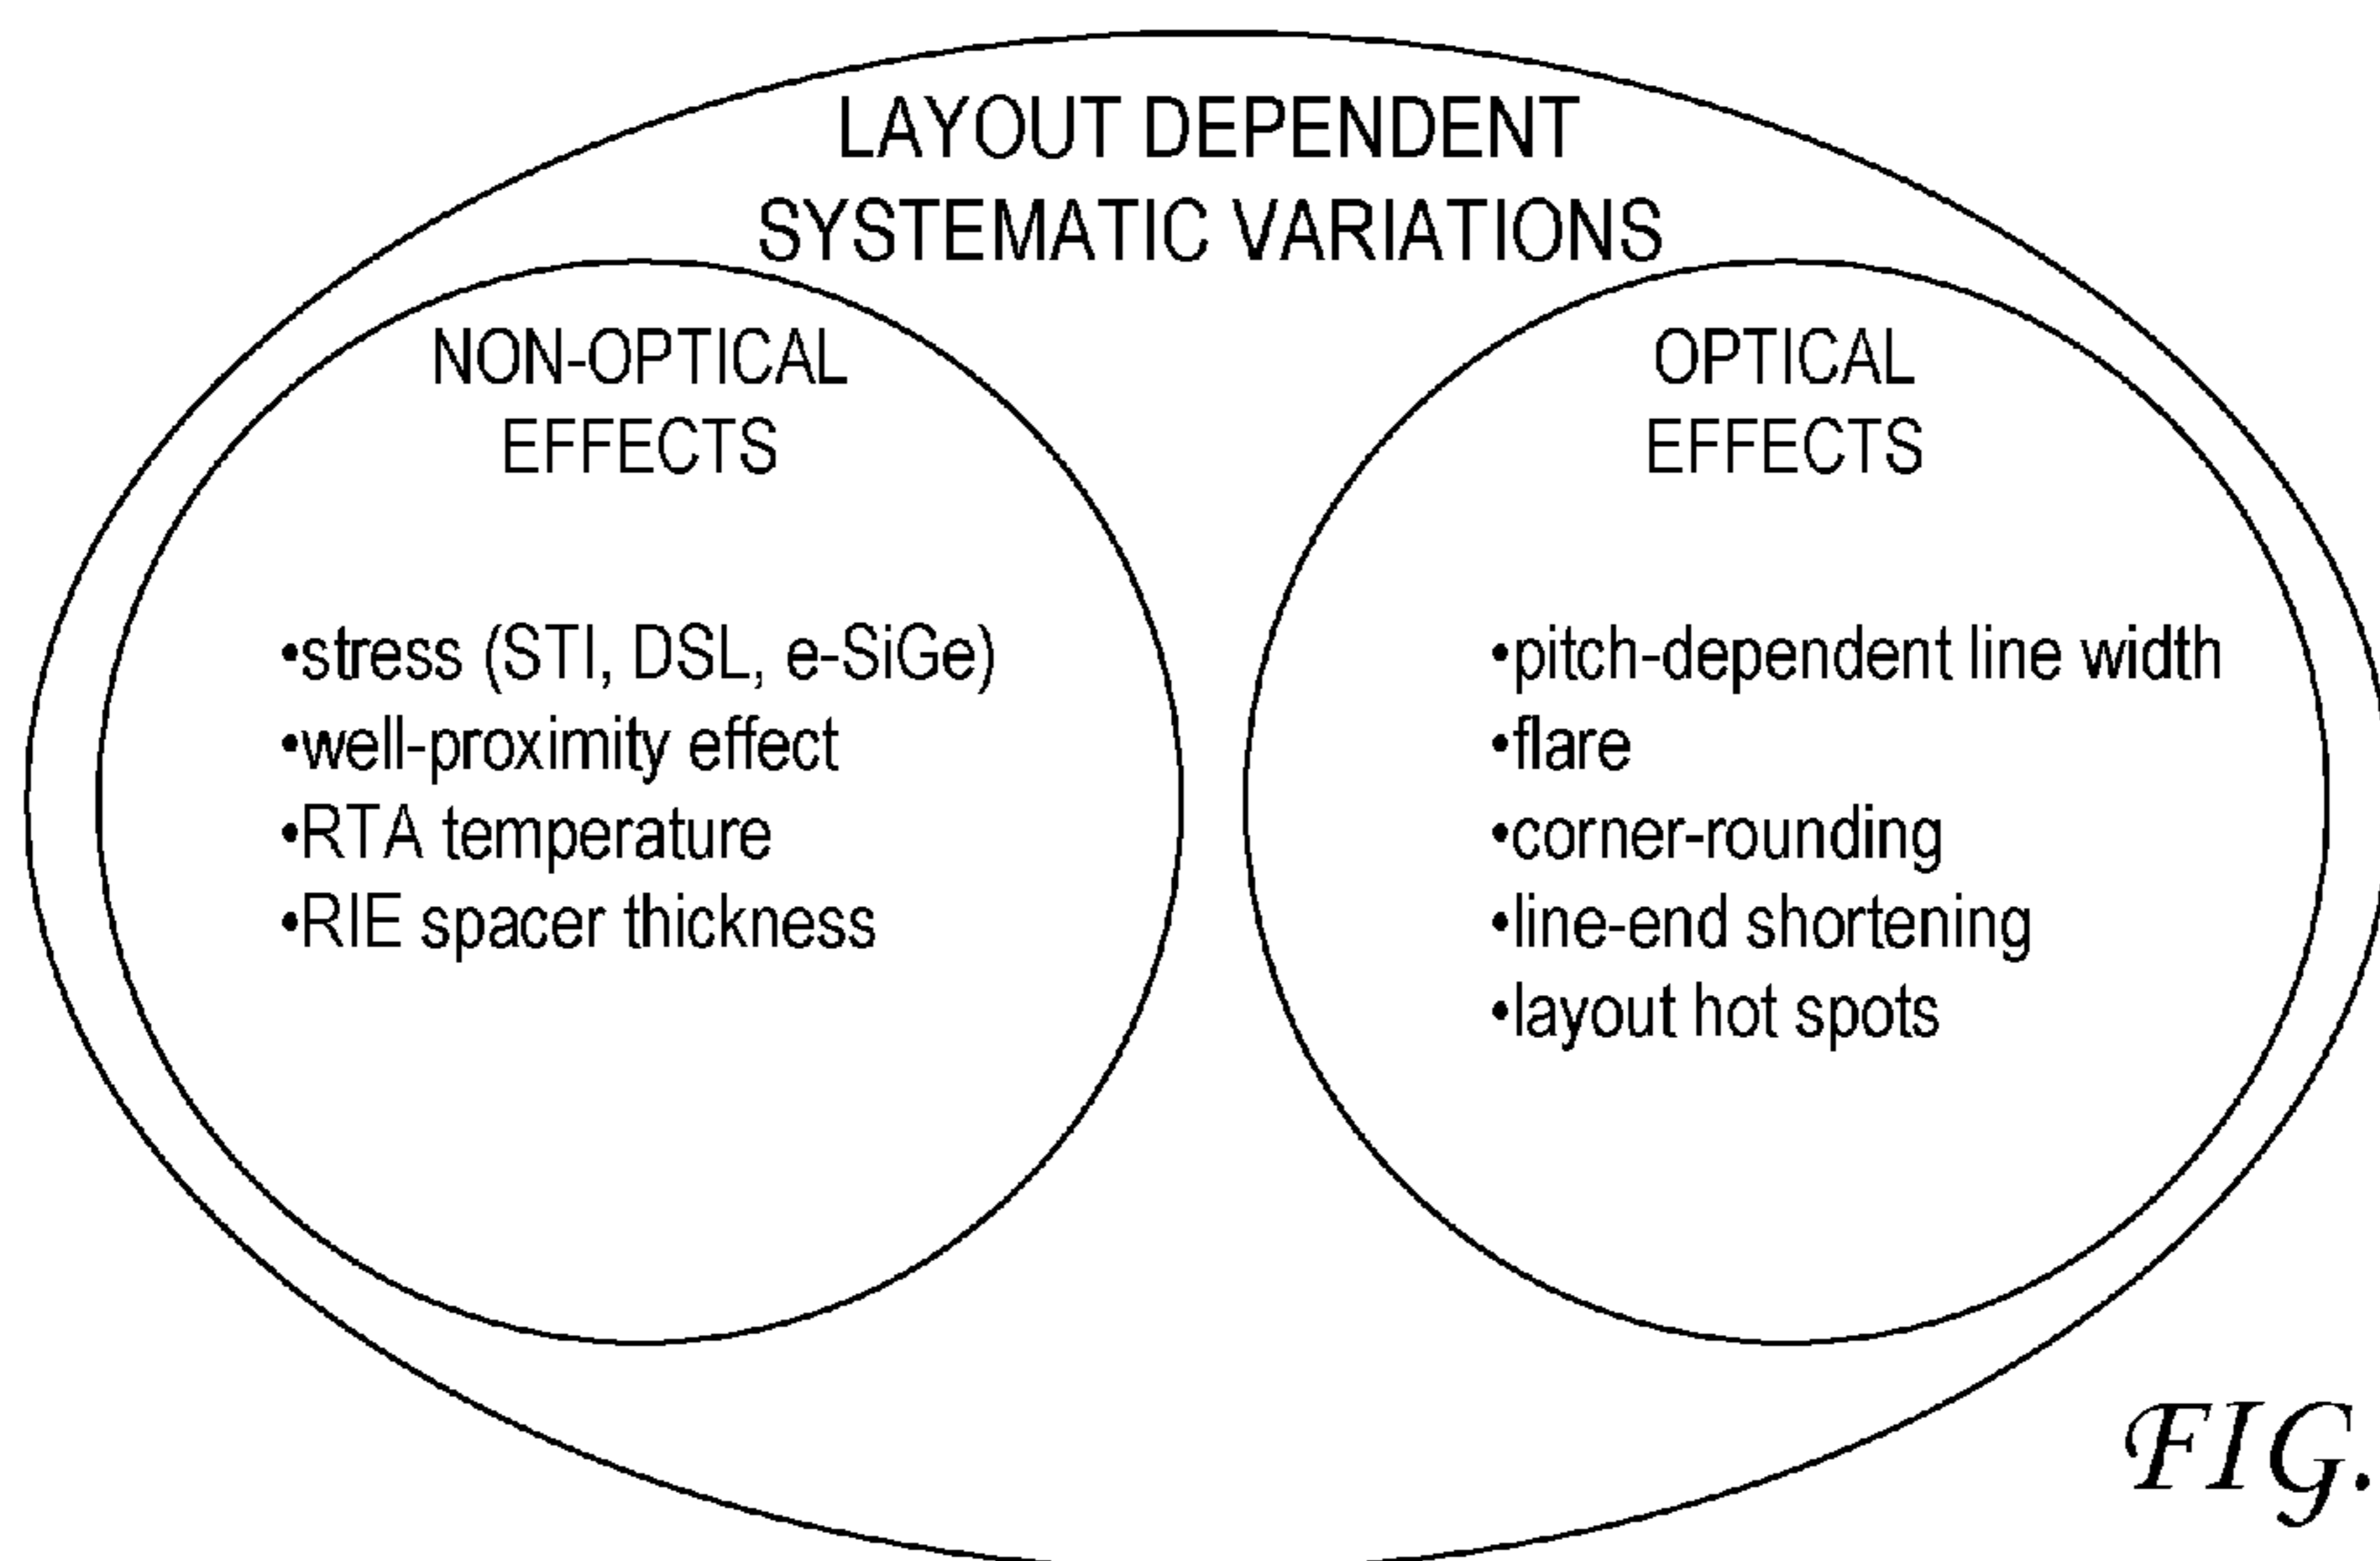 LAYOUT DEPENDENT
SYSTEMATIC VARIATIONS
NON-OPTICAL
EFFECTS
•stress (STI, DSL, e-SiGe)
•well-proximity effect
•RTA temperature
•RIE spacer thickness
OPTICAL
EFFECTS
•pitch-dependent line width
•flare
•corner-rounding
•line-end shortening
•layout hot spots
FIG.